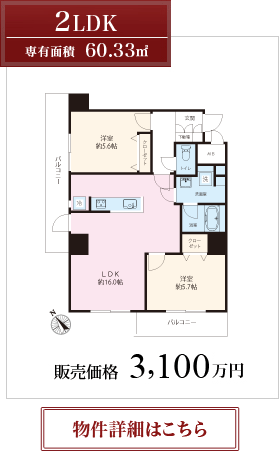 2LDK
専有面積 60.33㎡
玄関
下駄箱
洋室
約5.6帖
クローゼット
トイレ
MB
バルコニー
洗面室
洗
冷
浴室
クロー
ゼット
LDK
約16.0帖
洋室
約5.7帖
バルコニー
N
販売価格 3,100万円
物件詳細はこちら